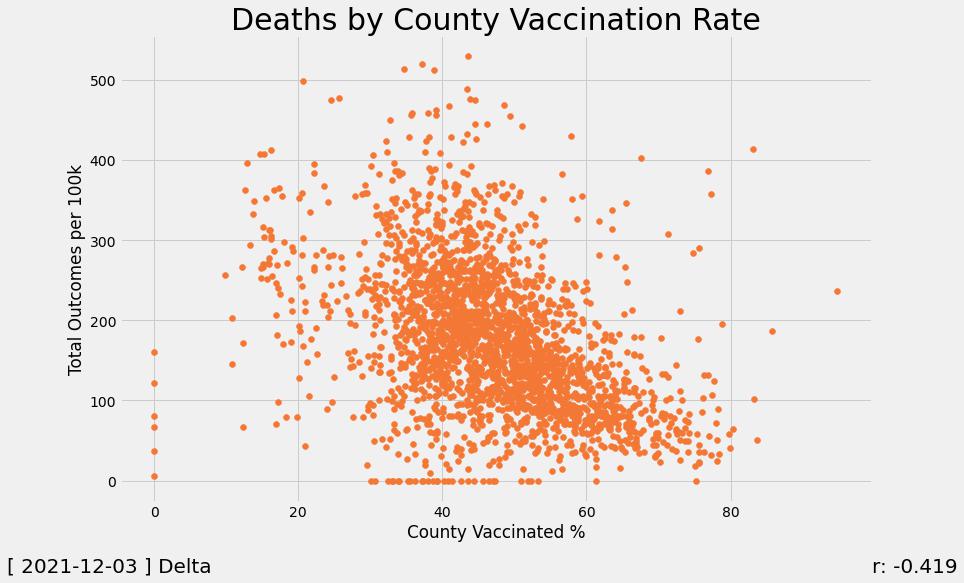 Deaths by County Vaccination Rate
500
400
300
200
100
0
Total Outcomes per 100k
0 20 40 60 80
County Vaccinated %
[ 2021-12-03 ] Delta
r: -0.419